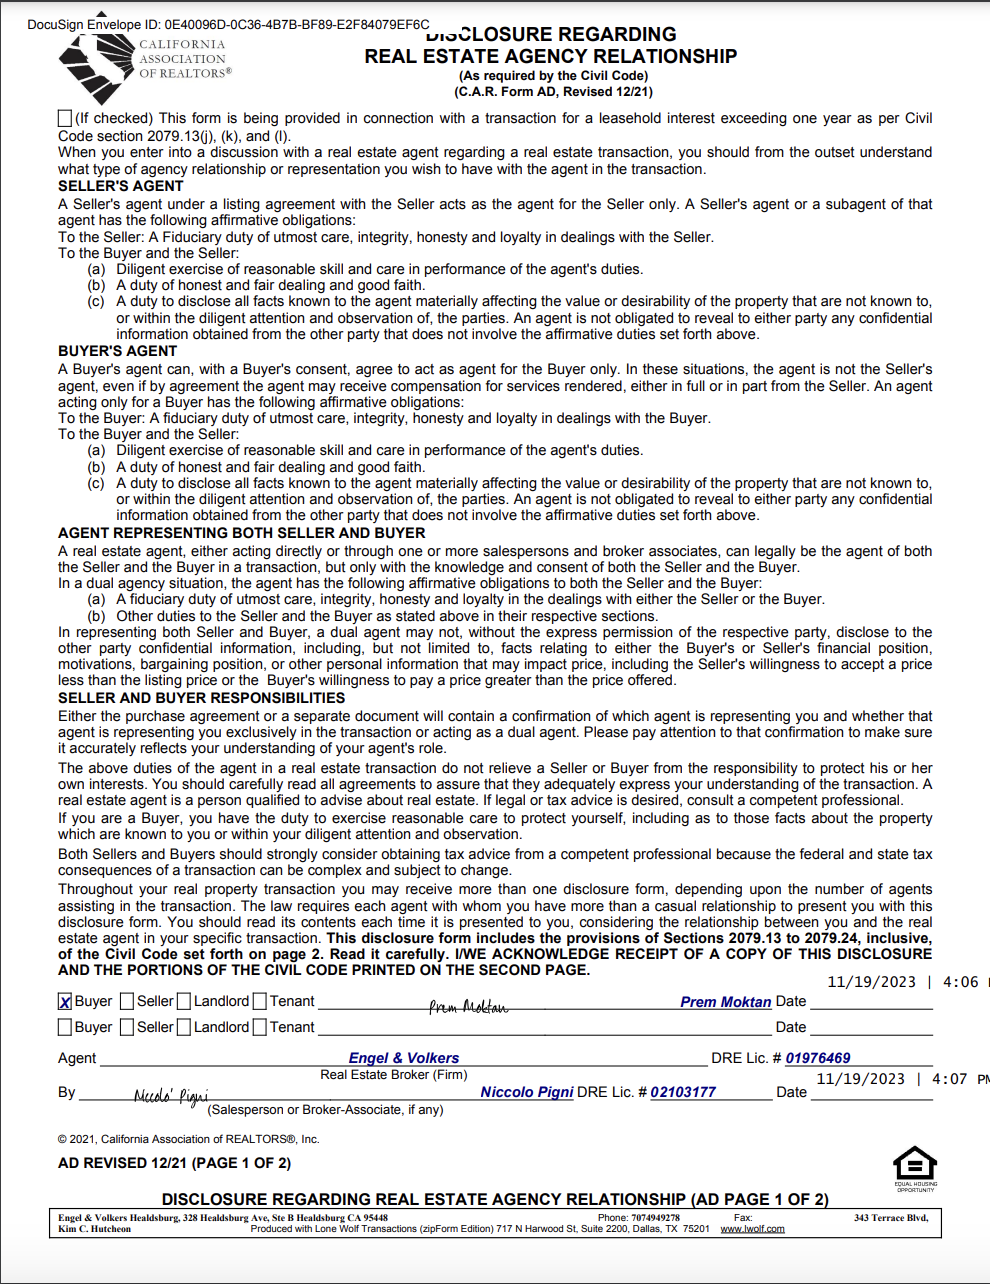 DocuSign Envelope ID: 0E40096D-0C36-4B7B-BF89-E2F84079EF6C
CALIFORNIA
ASSOCIATION
OF REALTORS®
DISCLOSURE REGARDING
REAL ESTATE AGENCY RELATIONSHIP
(As required by the Civil Code)
(C.A.R. Form AD, Revised 12/21)
(If checked) This form is being provided in connection with a transaction for a leasehold interest exceeding one year as per Civil
Code section 2079.13(j), (k), and (l).
When you enter into a discussion with a real estate agent regarding a real estate transaction, you should from the outset understand
what type of agency relationship or representation you wish to have with the agent in the transaction.
SELLER'S AGENT
A Seller's agent under a listing agreement with the Seller acts as the agent for the Seller only. A Seller's agent or a subagent of that
agent has the following affirmative obligations:
To the Seller: A Fiduciary duty of utmost care, integrity, honesty and loyalty in dealings with the Seller.
To the Buyer and the Seller:
(a) Diligent exercise of reasonable skill and care in performance of the agent's duties.
(b) A duty of honest and fair dealing and good faith.
(c) A duty to disclose all facts known to the agent materially affecting the value or desirability of the property that are not known to,
or within the diligent attention and observation of, the parties. An agent is not obligated to reveal to either party any confidential
information obtained from the other party that does not involve the affirmative duties set forth above.
BUYER'S AGENT
A Buyer's agent can, with a Buyer's consent, agree to act as agent for the Buyer only. In these situations, the agent is not the Seller's
agent, even if by agreement the agent may receive compensation for services rendered, either in full or in part from the Seller. An agent
acting only for a Buyer has the following affirmative obligations:
To the Buyer: A fiduciary duty of utmost care, integrity, honesty and loyalty in dealings with the Buyer.
To the Buyer and the Seller:
(a) Diligent exercise of reasonable skill and care in performance of the agent's duties.
(b) A duty of honest and fair dealing and good faith.
(c) A duty to disclose all facts known to the agent materially affecting the value or desirability of the property that are not known to,
or within the diligent attention and observation of, the parties. An agent is not obligated to reveal to either party any confidential
information obtained from the other party that does not involve the affirmative duties set forth above.
AGENT REPRESENTING BOTH SELLER AND BUYER
A real estate agent, either acting directly or through one or more salespersons and broker associates, can legally be the agent of both
the Seller and the Buyer in a transaction, but only with the knowledge and consent of both the Seller and the Buyer.
In a dual agency situation, the agent has the following affirmative obligations to both the Seller and the Buyer:
(a) A fiduciary duty of utmost care, integrity, honesty and loyalty in the dealings with either the Seller or the Buyer.
(b) Other duties to the Seller and the Buyer as stated above in their respective sections.
In representing both Seller and Buyer, a dual agent may not, without the express permission of the respective party, disclose to the
other party confidential information, including, but not limited to, facts relating to either the Buyer's or Seller's financial position,
motivations, bargaining position, or other personal information that may impact price, including the Seller's willingness to accept a price
less than the listing price or the Buyer's willingness to pay a price greater than the price offered.
SELLER AND BUYER RESPONSIBILITIES
Either the purchase agreement or a separate document will contain a confirmation of which agent is representing you and whether that
agent is representing you exclusively in the transaction or acting as a dual agent. Please pay attention to that confirmation to make sure
it accurately reflects your understanding of your agent's role.
The above duties of the agent in a real estate transaction do not relieve a Seller or Buyer from the responsibility to protect his or her
own interests. You should carefully read all agreements to assure that they adequately express your understanding of the transaction. A
real estate agent is a person qualified to advise about real estate. If legal or tax advice is desired, consult a competent professional.
If you are a Buyer, you have the duty to exercise reasonable care to protect yourself, including as to those facts about the property
which are known to you or within your diligent attention and observation.
Both Sellers and Buyers should strongly consider obtaining tax advice from a competent professional because the federal and state tax
consequences of a transaction can be complex and subject to change.
Throughout your real property transaction you may receive more than one disclosure form, depending upon the number of agents
assisting in the transaction. The law requires each agent with whom you have more than a casual relationship to present you with this
disclosure form. You should read its contents each time it is presented to you, considering the relationship between you and the real
estate agent in your specific transaction. This disclosure form includes the provisions of Sections 2079.13 to 2079.24, inclusive,
of the Civil Code set forth on page 2. Read it carefully. I/WE ACKNOWLEDGE RECEIPT OF A COPY OF THIS DISCLOSURE
AND THE PORTIONS OF THE CIVIL CODE PRINTED ON THE SECOND PAGE.
11/19/2023 | 4:06
X Buyer Seller Landlord Tenant Prem Moktan Prem Moktan Date
Buyer Seller Landlord Tenant Date
Agent Engel & Volkers DRE Lic. # 01976469
Real Estate Broker (Firm)
11/19/2023 | 4:07 PM
By Niccolo' Pigni Niccolo Pigni DRE Lic. # 02103177 Date
(Salesperson or Broker-Associate, if any)
© 2021, California Association of REALTORS®, Inc.
AD REVISED 12/21 (PAGE 1 OF 2)
EQUAL HOUSING
OPPORTUNITY
DISCLOSURE REGARDING REAL ESTATE AGENCY RELATIONSHIP (AD PAGE 1 OF 2)
Engel & Volkers Healdsburg, 328 Healdsburg Ave, Ste B Healdsburg CA 95448 Phone: 7074949278 Fax: 343 Terrace Blvd,
Kim C. Hutcheon Produced with Lone Wolf Transactions (zipForm Edition) 717 N Harwood St, Suite 2200, Dallas, TX 75201 www.lwolf.com